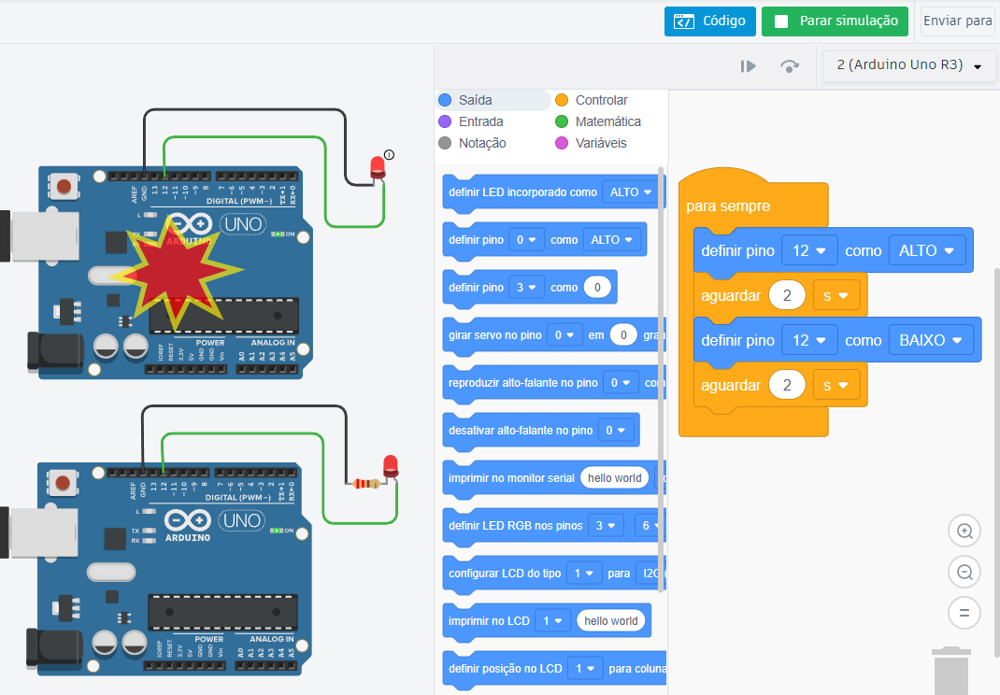 Código
Parar simulação
Enviar para
2 (Arduino Uno R3)
Saída
Controlar
Entrada
Matemática
Notação
Variáveis
definir LED incorporado como ALTO
definir pino 0 como ALTO
definir pino 3 como 0
girar servo no pino 0 em 0 grau
reproduzir alto-falante no pino 0 com
desativar alto-falante no pino 0
imprimir no monitor serial hello world
definir LED RGB nos pinos 3 6
configurar LCD do tipo 1 para I2C
imprimir no LCD 1 hello world
definir posição no LCD 1 para coluna
para sempre
definir pino 12 como ALTO
aguardar 2 s
definir pino 12 como BAIXO
aguardar 2 s
AREF
GND
13
12
~11
~10
~9
8
7
~6
~5
4
~3
2
TX→1
RX←0
DIGITAL (PWM~)
L
TX
UNO
ON
ARDUINO
POWER
ANALOG IN
IOREF
RESET
3.3V
5V
GND
GND
Vin
A0
A1
A2
A3
A4
A5
AREF
GND
13
12
~11
~10
~9
8
7
~6
~5
4
~3
2
TX→1
RX←0
DIGITAL (PWM~)
L
TX
RX
UNO
ON
ARDUINO
POWER
ANALOG IN
IOREF
RESET
3.3V
5V
GND
GND
Vin
A0
A1
A2
A3
A4
A5